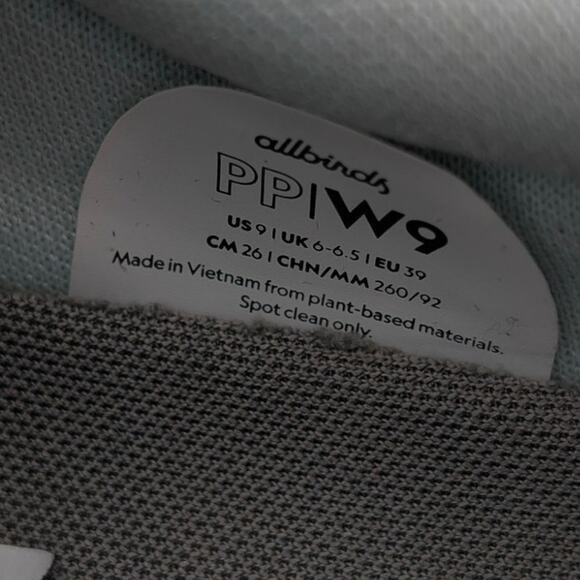 allbirds
PP|W9
US 9 | UK 6-6.5 | EU 39
CM 26 | CHN/MM 260/92
Made in Vietnam from plant-based materials.
Spot clean only.